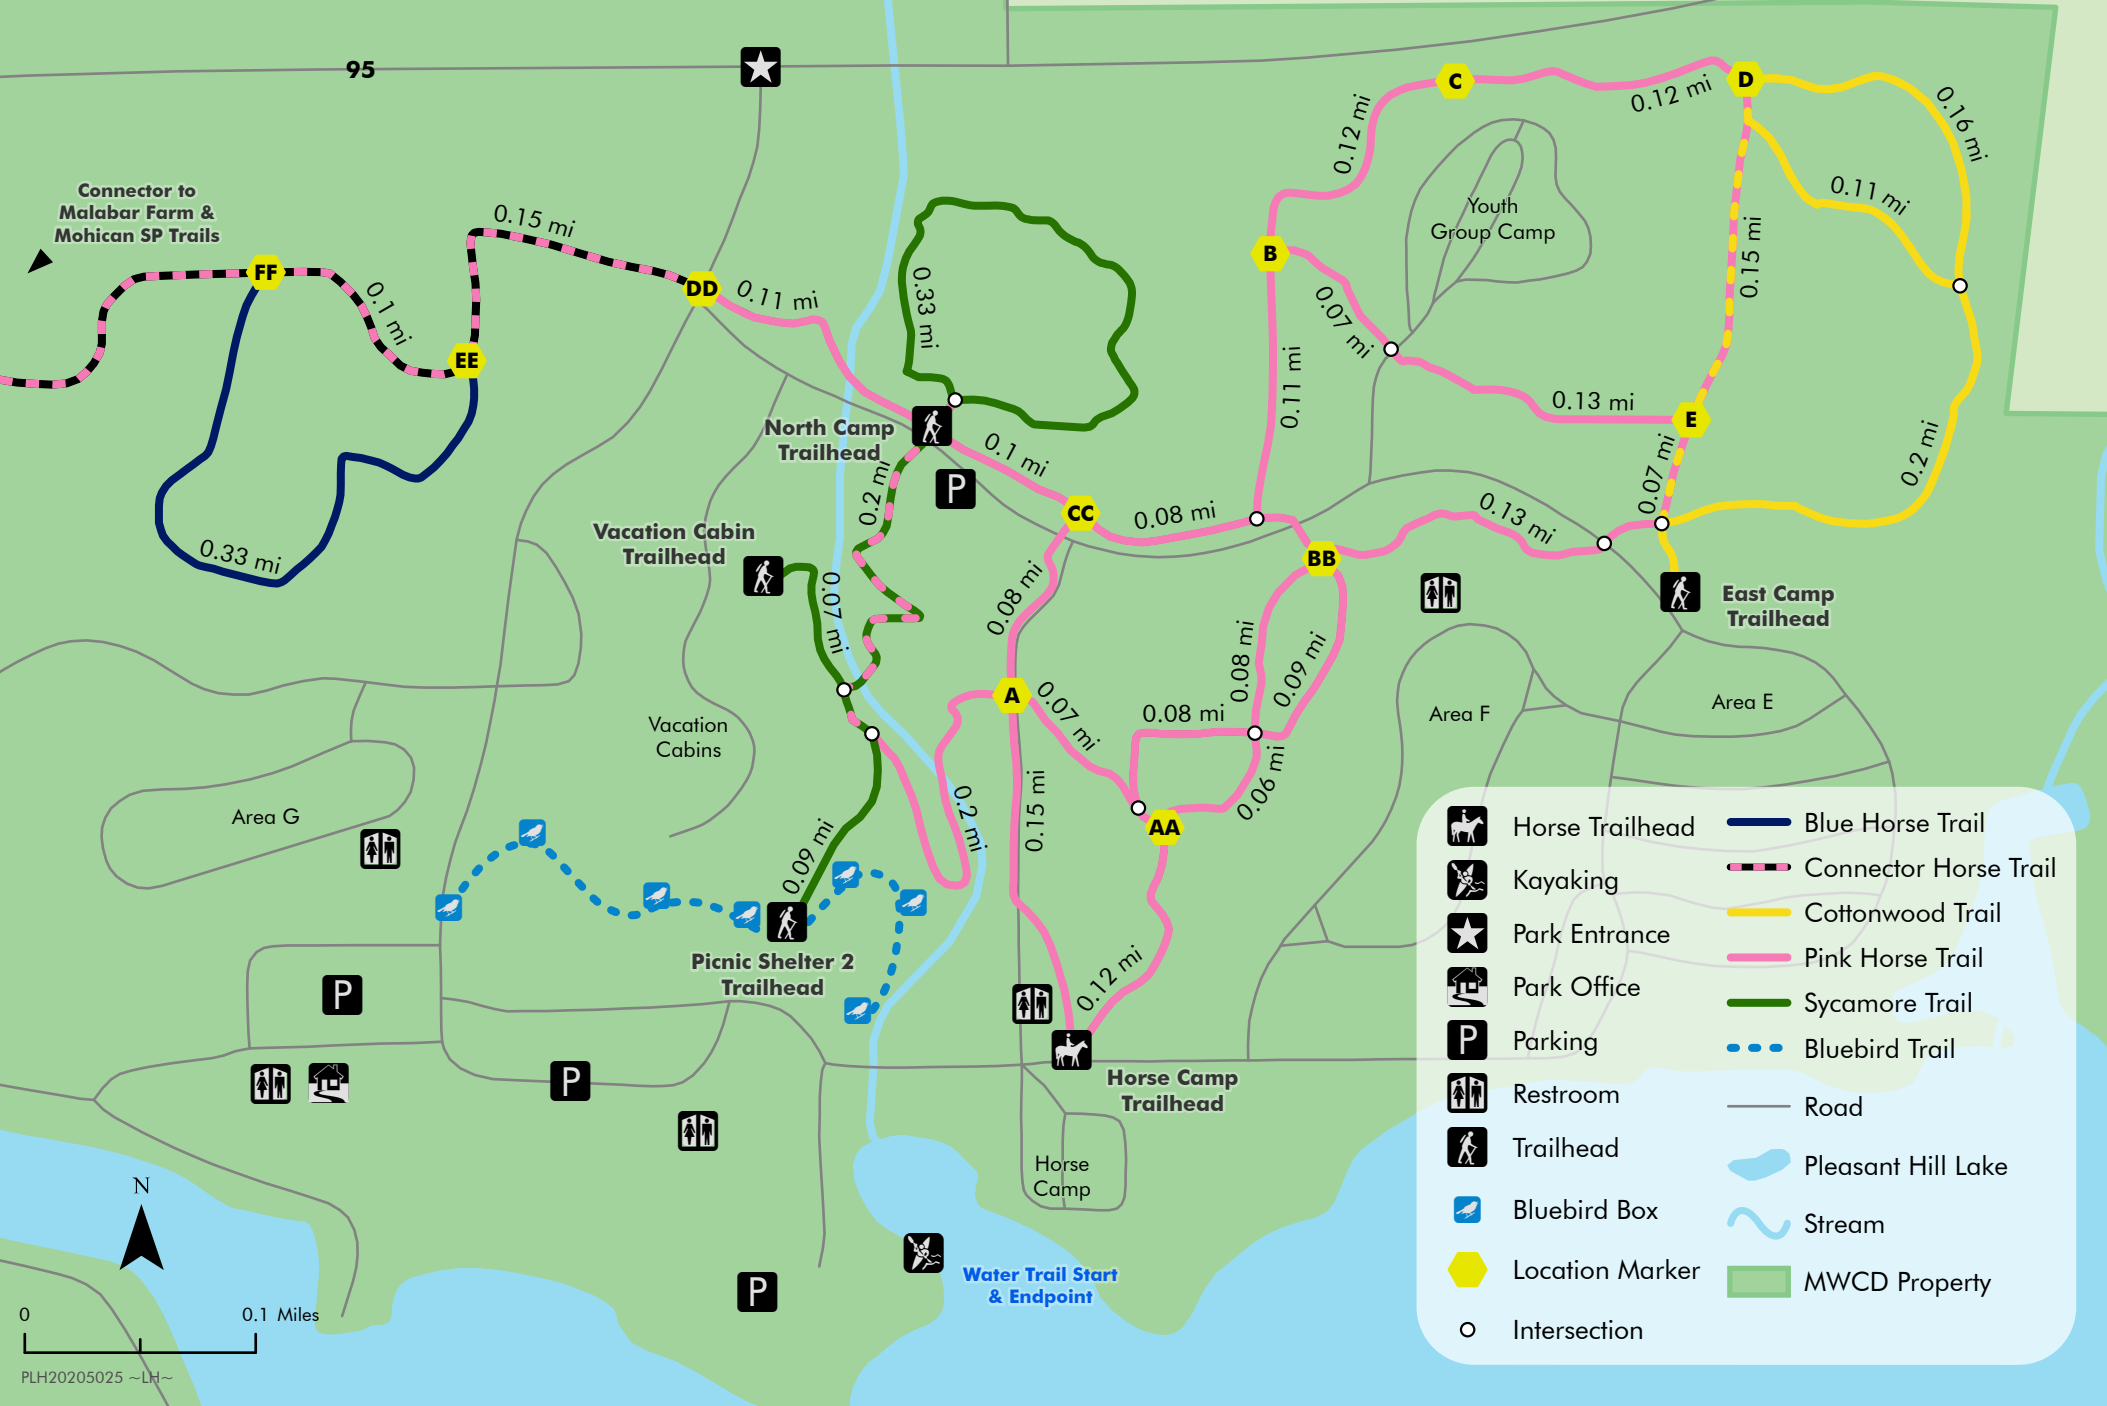 95
Connector to
Malabar Farm &
Mohican SP Trails
FF
0.1 mi
EE
0.15 mi
DD
0.11 mi
0.33 mi
0.33 mi
North Camp
Trailhead
P
0.1 mi
0.2 mi
CC
0.08 mi
Vacation Cabin
Trailhead
0.07 mi
0.08 mi
A
0.07 mi
0.2 mi
0.15 mi
Vacation
Cabins
0.09 mi
Picnic Shelter 2
Trailhead
B
0.12 mi
C
0.12 mi
D
0.16 mi
0.11 mi
0.15 mi
Youth
Group Camp
0.07 mi
0.11 mi
0.13 mi
E
0.07 mi
0.2 mi
0.13 mi
BB
0.08 mi
0.09 mi
0.08 mi
0.06 mi
AA
0.12 mi
East Camp
Trailhead
Area F
Area E
Area G
P
P
P
Horse Camp
Trailhead
Horse
Camp
Water Trail Start
& Endpoint
N
0
0.1 Miles
PLH20205025 ~LH~
Horse Trailhead
Kayaking
Park Entrance
Park Office
P
Parking
Restroom
Trailhead
Bluebird Box
Location Marker
Intersection
Blue Horse Trail
Connector Horse Trail
Cottonwood Trail
Pink Horse Trail
Sycamore Trail
Bluebird Trail
Road
Pleasant Hill Lake
Stream
MWCD Property